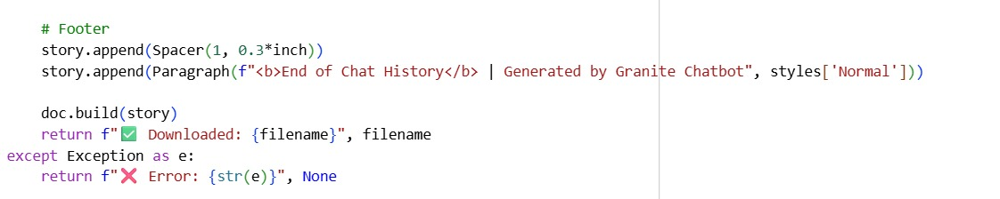 # Footer
story.append(Spacer(1, 0.3*inch))
story.append(Paragraph(f"<b>End of Chat History</b> | Generated by Granite Chatbot", styles['Normal']))
doc.build(story)
return f"✅ Downloaded: {filename}", filename
except Exception as e:
return f"❌ Error: {str(e)}", None